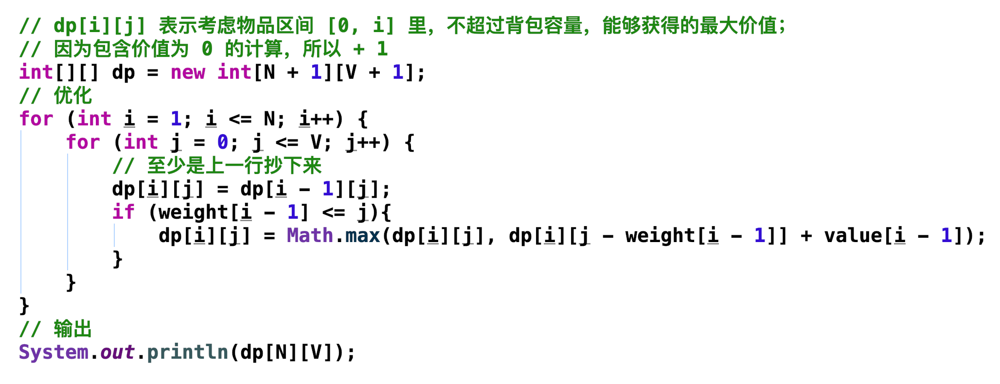 // dp[i][j] 表示考虑物品区间 [0, i] 里，不超过背包容量，能够获得的最大价值；
// 因为包含价值为 0 的计算，所以 + 1
int[][] dp = new int[N + 1][V + 1];
// 优化
for (int i = 1; i <= N; i++) {
    for (int j = 0; j <= V; j++) {
        // 至少是上一行抄下来
        dp[i][j] = dp[i - 1][j];
        if (weight[i - 1] <= j){
            dp[i][j] = Math.max(dp[i][j], dp[i][j - weight[i - 1]] + value[i - 1]);
        }
    }
}
// 输出
System.out.println(dp[N][V]);